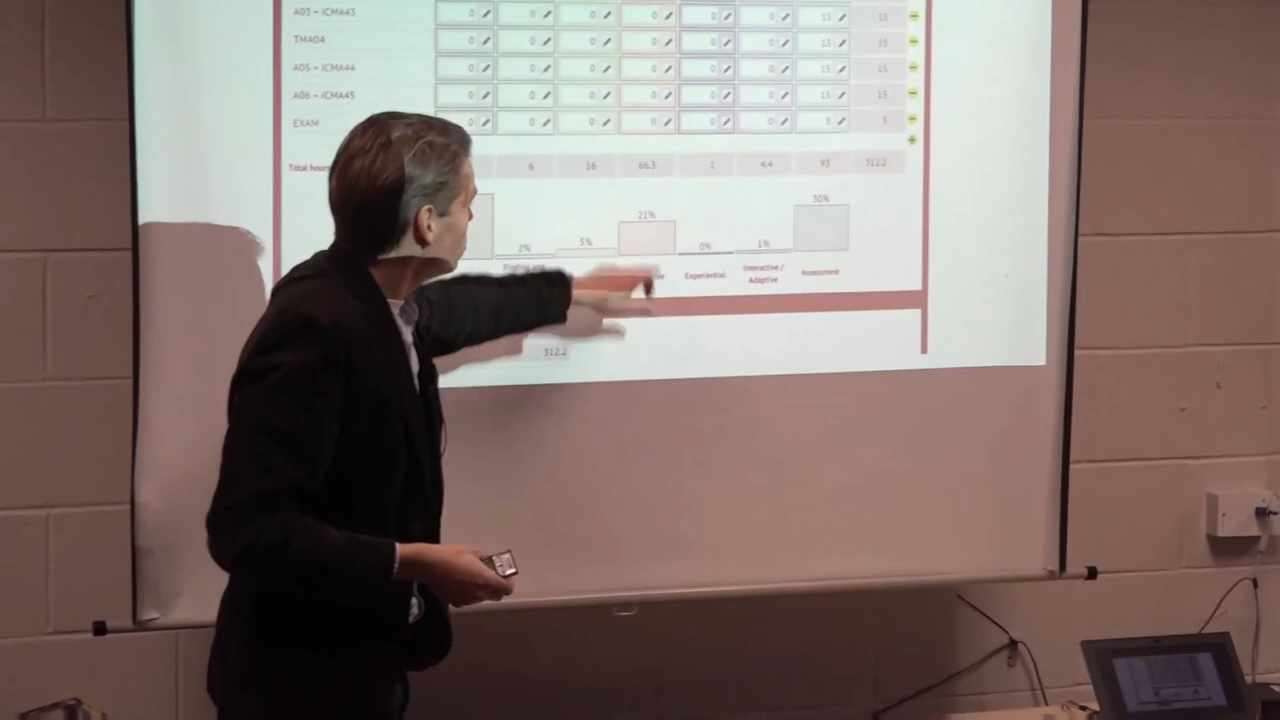 A03 – iCMA43 0 0 0 0 0 0 15 15
TMA04 0 0 0 0 0 0 15 15
A05 – iCMA44 0 0 0 0 0 0 15 15
A06 – iCMA45 0 0 0 0 0 0 15 15
EXAM 0 0 0 0 0 0 3 3
Total hours 6 16 66.3 1 4.4 93 312.2
2% 5% 21% 0% 1% 30%
Experiential Interactive / Adaptive Assessment
312.2